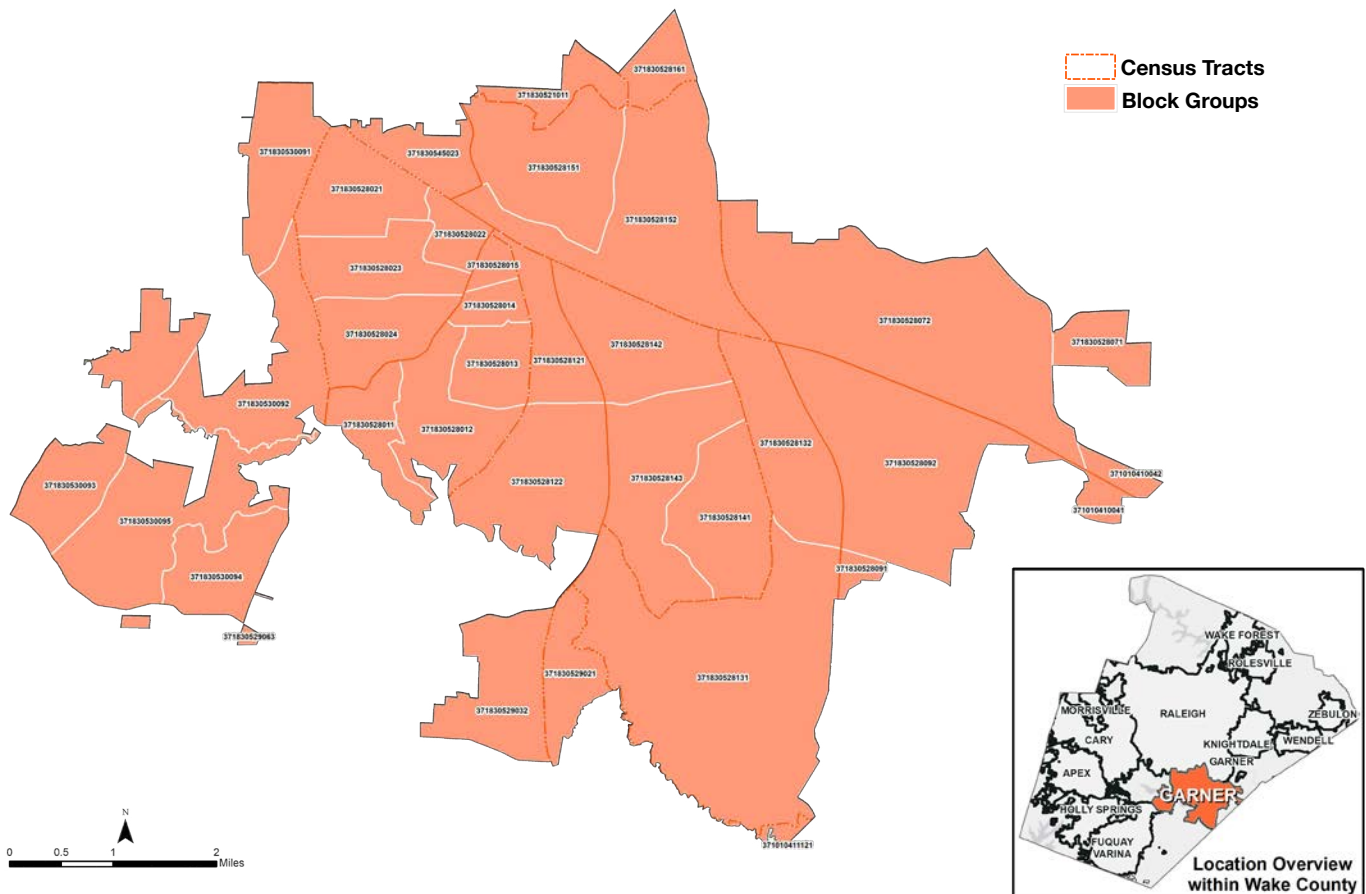 Census Tracts
Block Groups
371830528161
371830521011
371830530091
371830545023
371830528151
371830528021
371830528152
371830528022
371830528023
371830528015
371830528014
371830528072
371830528024
371830528142
371830528071
371830528013
371830528121
371830530092
371830528011
371830528012
371830528132
371830528092
371010410042
371830530093
371830528122
371830528143
371010410041
371830530095
371830528141
371830528091
371830530094
371830529063
371830529021
371830528131
371830529032
371010411121
N
0 0.5 1 2
Miles
WAKE FOREST
ROLESVILLE
MORRISVILLE
RALEIGH
ZEBULON
CARY
KNIGHTDALE
WENDELL
GARNER
APEX
GARNER
HOLLY SPRINGS
FUQUAY
VARINA
Location Overview
within Wake County